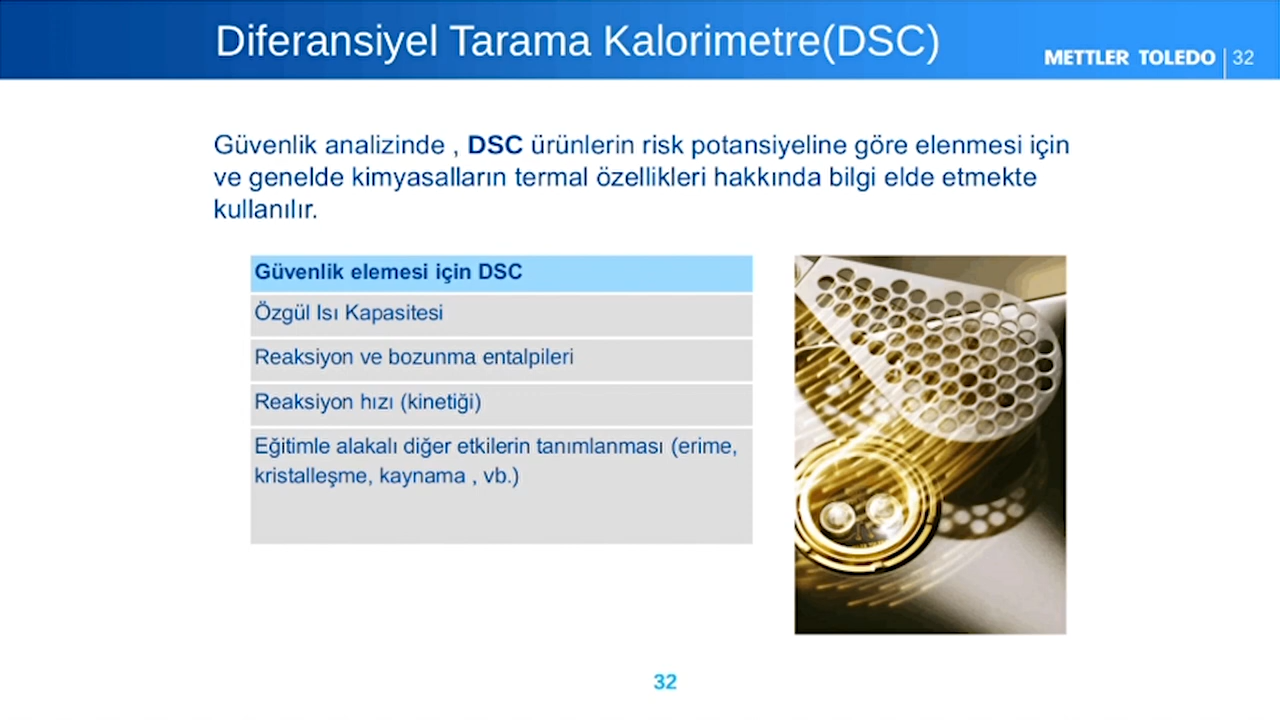 Diferansiyel Tarama Kalorimetre(DSC)
METTLER TOLEDO 32
Güvenlik analizinde , DSC ürünlerin risk potansiyeline göre elenmesi için
ve genelde kimyasalların termal özellikleri hakkında bilgi elde etmekte
kullanılır.
Güvenlik elemesi için DSC
Özgül Isı Kapasitesi
Reaksiyon ve bozunma entalpileri
Reaksiyon hızı (kinetiği)
Eğitimle alakalı diğer etkilerin tanımlanması (erime,
kristalleşme, kaynama , vb.)
32